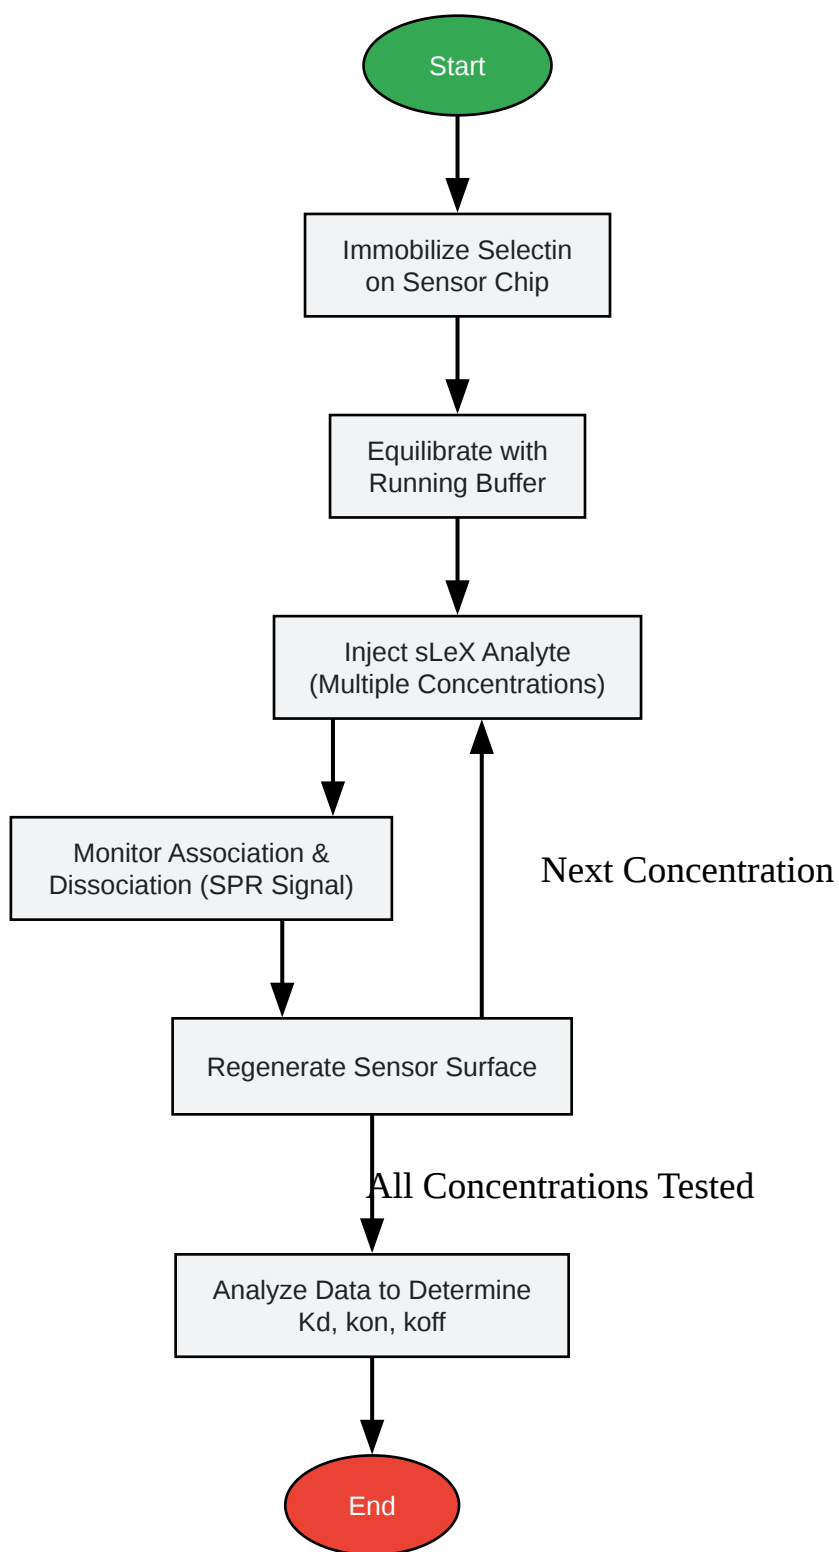 Start
Immobilize Selectin
on Sensor Chip
Equilibrate with
Running Buffer
Inject sLeX Analyte
(Multiple Concentrations)
Monitor Association &
Dissociation (SPR Signal)
Next Concentration
Regenerate Sensor Surface
All Concentrations Tested
Analyze Data to Determine
Kd, kon, koff
End